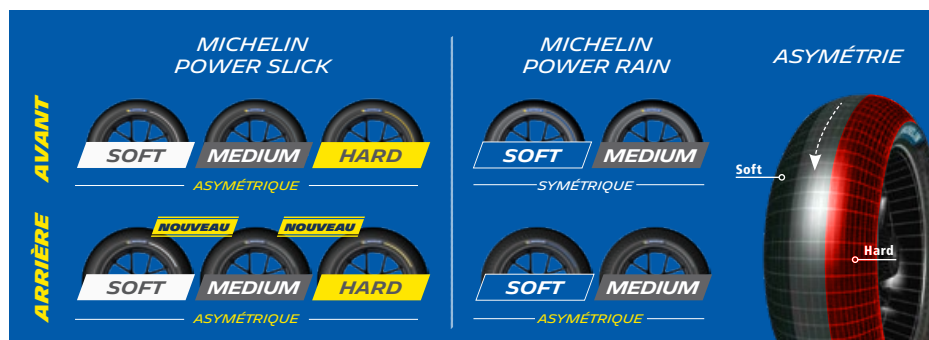 MICHELIN
POWER SLICK
MICHELIN
POWER RAIN
ASYMÉTRIE
AVANT
SOFT
MEDIUM
HARD
ASYMÉTRIQUE
SOFT
MEDIUM
SYMÉTRIQUE
ARRIÈRE
NOUVEAU
NOUVEAU
SOFT
MEDIUM
HARD
ASYMÉTRIQUE
SOFT
MEDIUM
ASYMÉTRIQUE
Soft
Hard